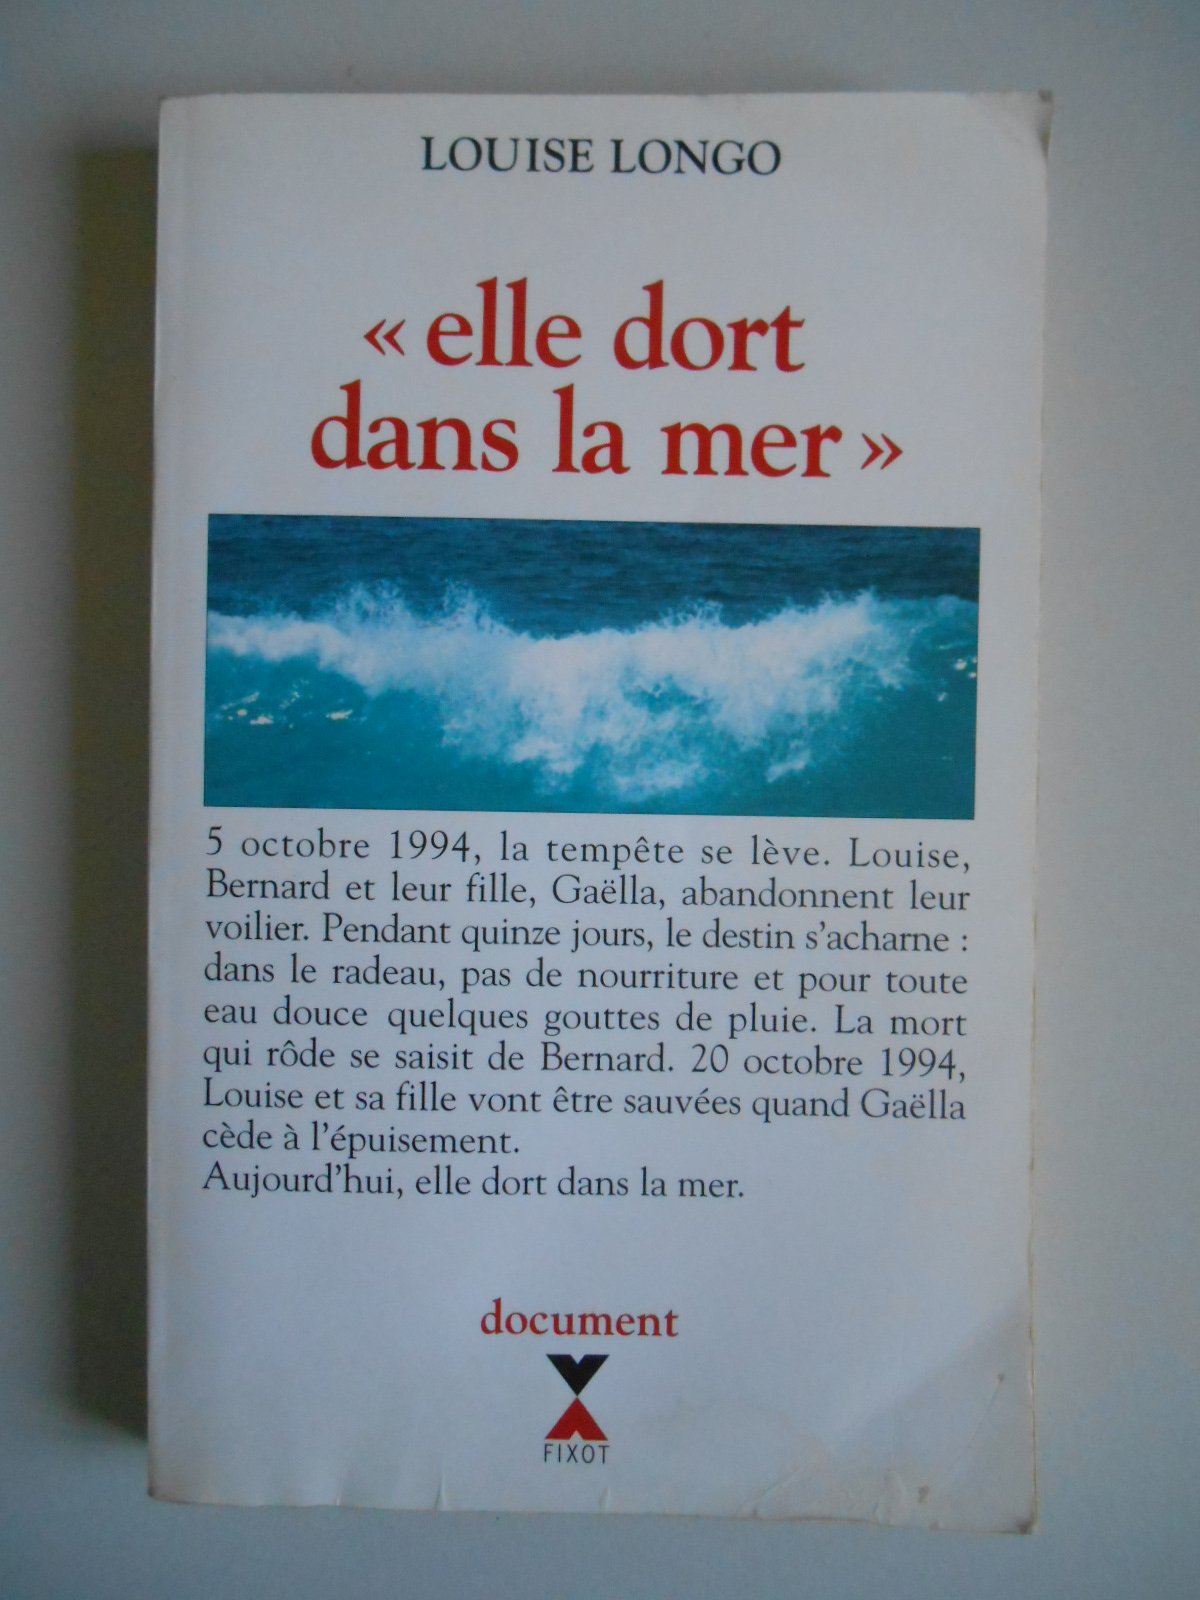 LOUISE LONGO
« elle dort
dans la mer »
5 octobre 1994, la tempête se lève. Louise,
Bernard et leur fille, Gaëlla, abandonnent leur
voilier. Pendant quinze jours, le destin s'acharne :
dans le radeau, pas de nourriture et pour toute
eau douce quelques gouttes de pluie. La mort
qui rôde se saisit de Bernard. 20 octobre 1994,
Louise et sa fille vont être sauvées quand Gaëlla
cède à l'épuisement.
Aujourd'hui, elle dort dans la mer.
document
FIXOT